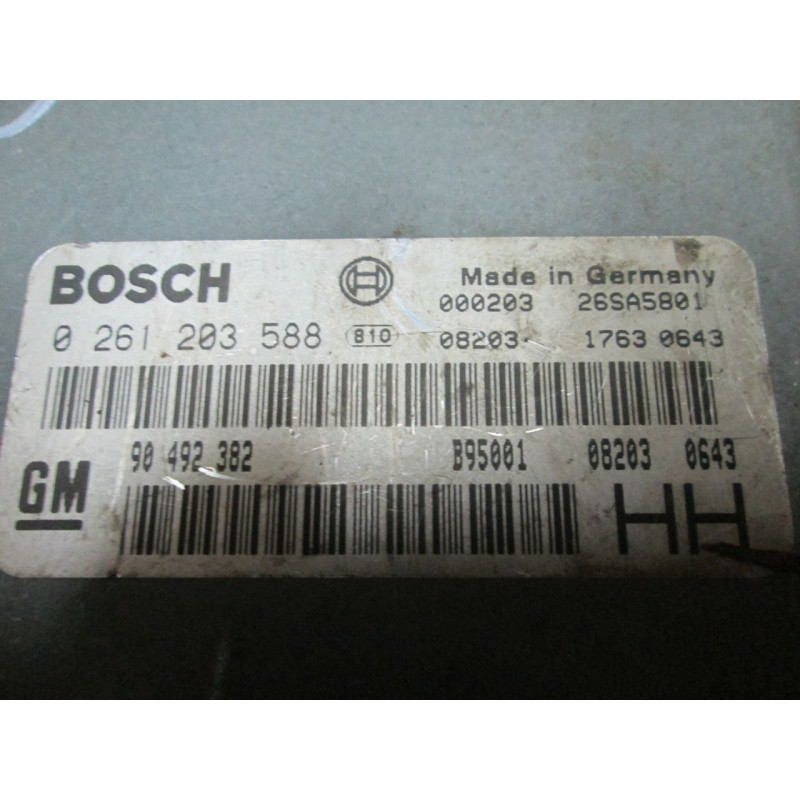 BOSCH Made in Germany
000203 26SA5801
0 261 203 588 810 08203 1763 0643
90 492 382 B95001 08203 0643
GM HH